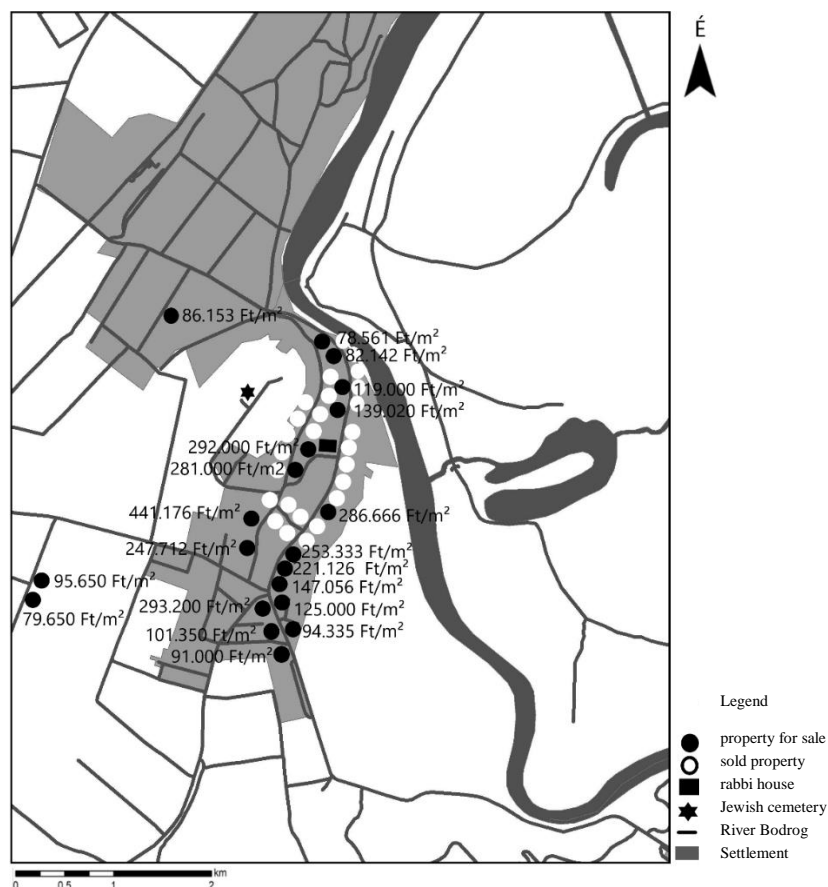 É
86.153 Ft/m²
78.561 Ft/m²
82.142 Ft/m²
119.000 Ft/m²
139.020 Ft/m²
292.000 Ft/m²
281.000 Ft/m2
441.176 Ft/m²
286.666 Ft/m²
247.712 Ft/m²
253.333 Ft/m²
221.126 Ft/m²
95.650 Ft/m²
147.056 Ft/m²
79.650 Ft/m²
293.200 Ft/m²
125.000 Ft/m²
101.350 Ft/m²
94.335 Ft/m²
91.000 Ft/m²
Legend
property for sale
sold property
rabbi house
Jewish cemetery
River Bodrog
Settlement
km
0 0,5 1 2